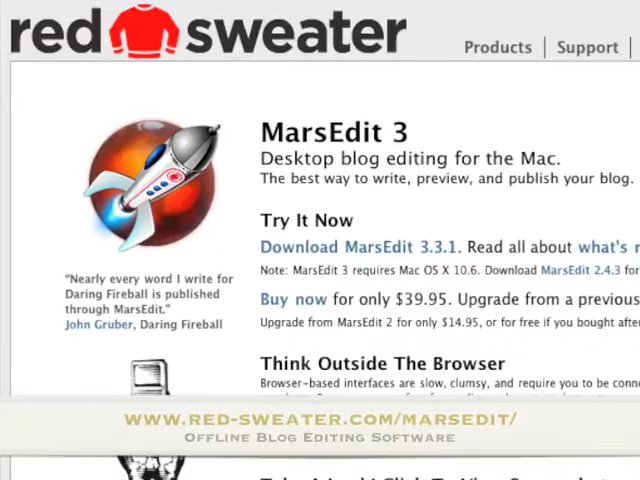 red sweater
Products | Support |
MarsEdit 3
Desktop blog editing for the Mac.
The best way to write, preview, and publish your blog.
Try It Now
Download MarsEdit 3.3.1. Read all about what's
Note: MarsEdit 3 requires Mac OS X 10.6. Download MarsEdit 2.4.3 fo
Buy now for only $39.95. Upgrade from a previous
Upgrade from MarsEdit 2 for only $14.95, or for free if you bought after
"Nearly every word I write for
Daring Fireball is published
through MarsEdit."
John Gruber, Daring Fireball
Think Outside The Browser
Browser-based interfaces are slow, clumsy, and require you to be conn
WWW.RED-SWEATER.COM/MARSEDIT/
OFFLINE BLOG EDITING SOFTWARE